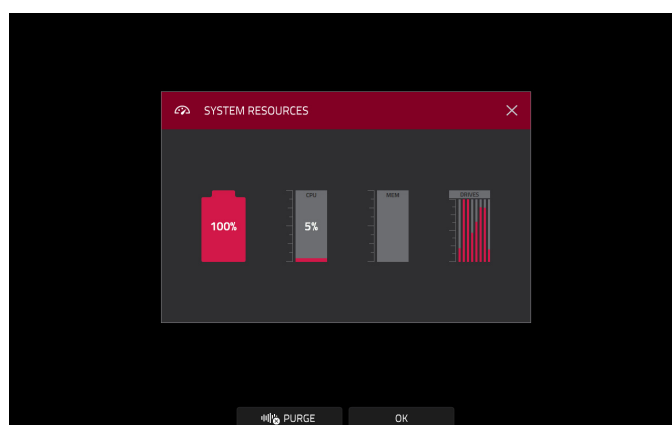 SYSTEM RESOURCES
CPU
MEM
DRIVES
100%
5%
PURGE
OK